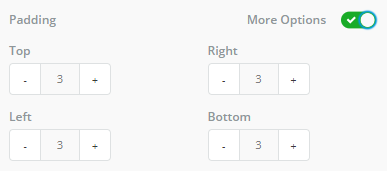 Padding More Options
Top Right
- 3 + - 3 +
Left Bottom
- 3 + - 3 +